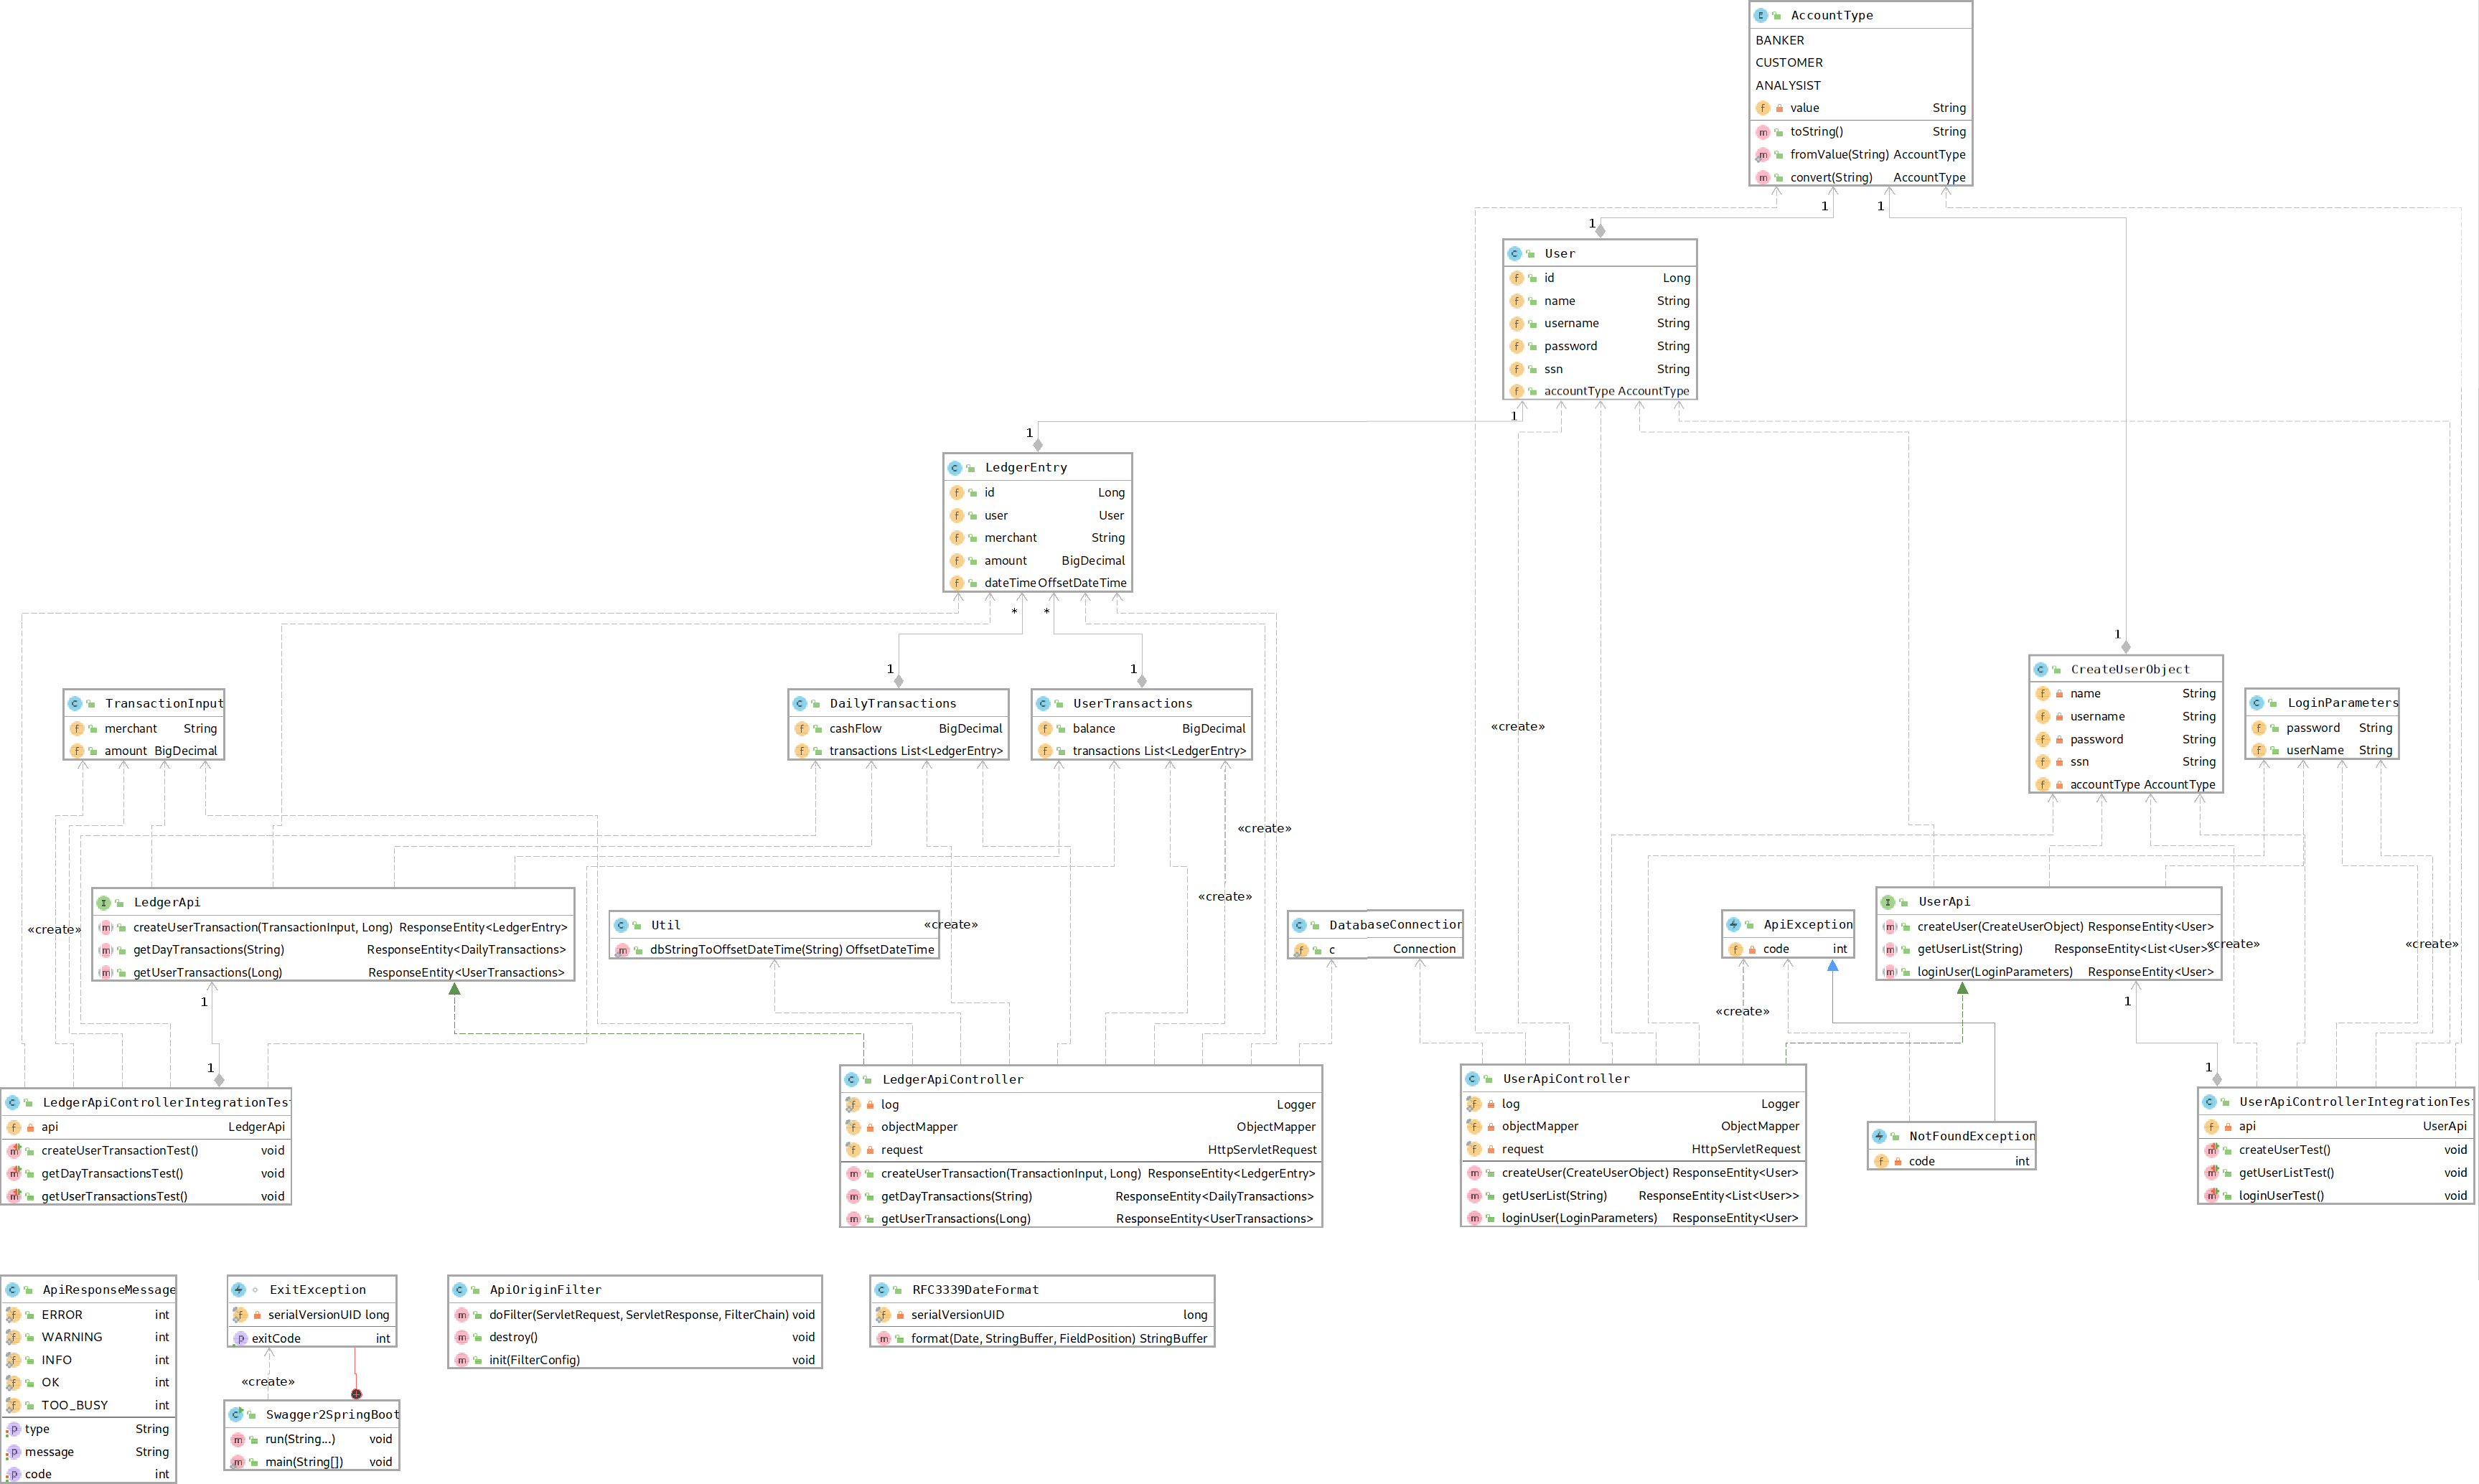 AccountType
BANKER
CUSTOMER
ANALYSIST
value String
toString() String
fromValue(String) AccountType
convert(String) AccountType
1 1
1
User
id Long
name String
username String
password String
ssn String
accountType AccountType
1
1
LedgerEntry
id Long
user User
merchant String
amount BigDecimal
dateTime OffsetDateTime
* *
1 1
1
TransactionInput
merchant String
amount BigDecimal
DailyTransactions
cashFlow BigDecimal
transactions List<LedgerEntry>
UserTransactions
balance BigDecimal
transactions List<LedgerEntry>
«create»
CreateUserObject
name String
username String
password String
ssn String
accountType AccountType
LoginParameters
password String
userName String
«create»
«create»
LedgerApi
createUserTransaction(TransactionInput, Long) ResponseEntity<LedgerEntry>
getDayTransactions(String) ResponseEntity<DailyTransactions>
getUserTransactions(Long) ResponseEntity<UserTransactions>
«create»
Util
dbStringToOffsetDateTime(String) OffsetDateTime
«create»
DatabaseConnection
c Connection
ApiException
code int
«create»
UserApi
createUser(CreateUserObject) ResponseEntity<User>
getUserList(String) ResponseEntity<List<User>>
loginUser(LoginParameters) ResponseEntity<User>
«create»
«create»
1
1
1
1
LedgerApiControllerIntegrationTest
api LedgerApi
createUserTransactionTest() void
getDayTransactionsTest() void
getUserTransactionsTest() void
LedgerApiController
log Logger
objectMapper ObjectMapper
request HttpServletRequest
createUserTransaction(TransactionInput, Long) ResponseEntity<LedgerEntry>
getDayTransactions(String) ResponseEntity<DailyTransactions>
getUserTransactions(Long) ResponseEntity<UserTransactions>
UserApiController
log Logger
objectMapper ObjectMapper
request HttpServletRequest
createUser(CreateUserObject) ResponseEntity<User>
getUserList(String) ResponseEntity<List<User>>
loginUser(LoginParameters) ResponseEntity<User>
NotFoundException
code int
UserApiControllerIntegrationTest
api UserApi
createUserTest() void
getUserListTest() void
loginUserTest() void
ApiResponseMessage
ERROR int
WARNING int
INFO int
OK int
TOO_BUSY int
type String
message String
code int
ExitException
serialVersionUID long
exitCode int
«create»
Swagger2SpringBoot
run(String...) void
main(String[]) void
ApiOriginFilter
doFilter(ServletRequest, ServletResponse, FilterChain) void
destroy() void
init(FilterConfig) void
RFC3339DateFormat
serialVersionUID long
format(Date, StringBuffer, FieldPosition) StringBuffer